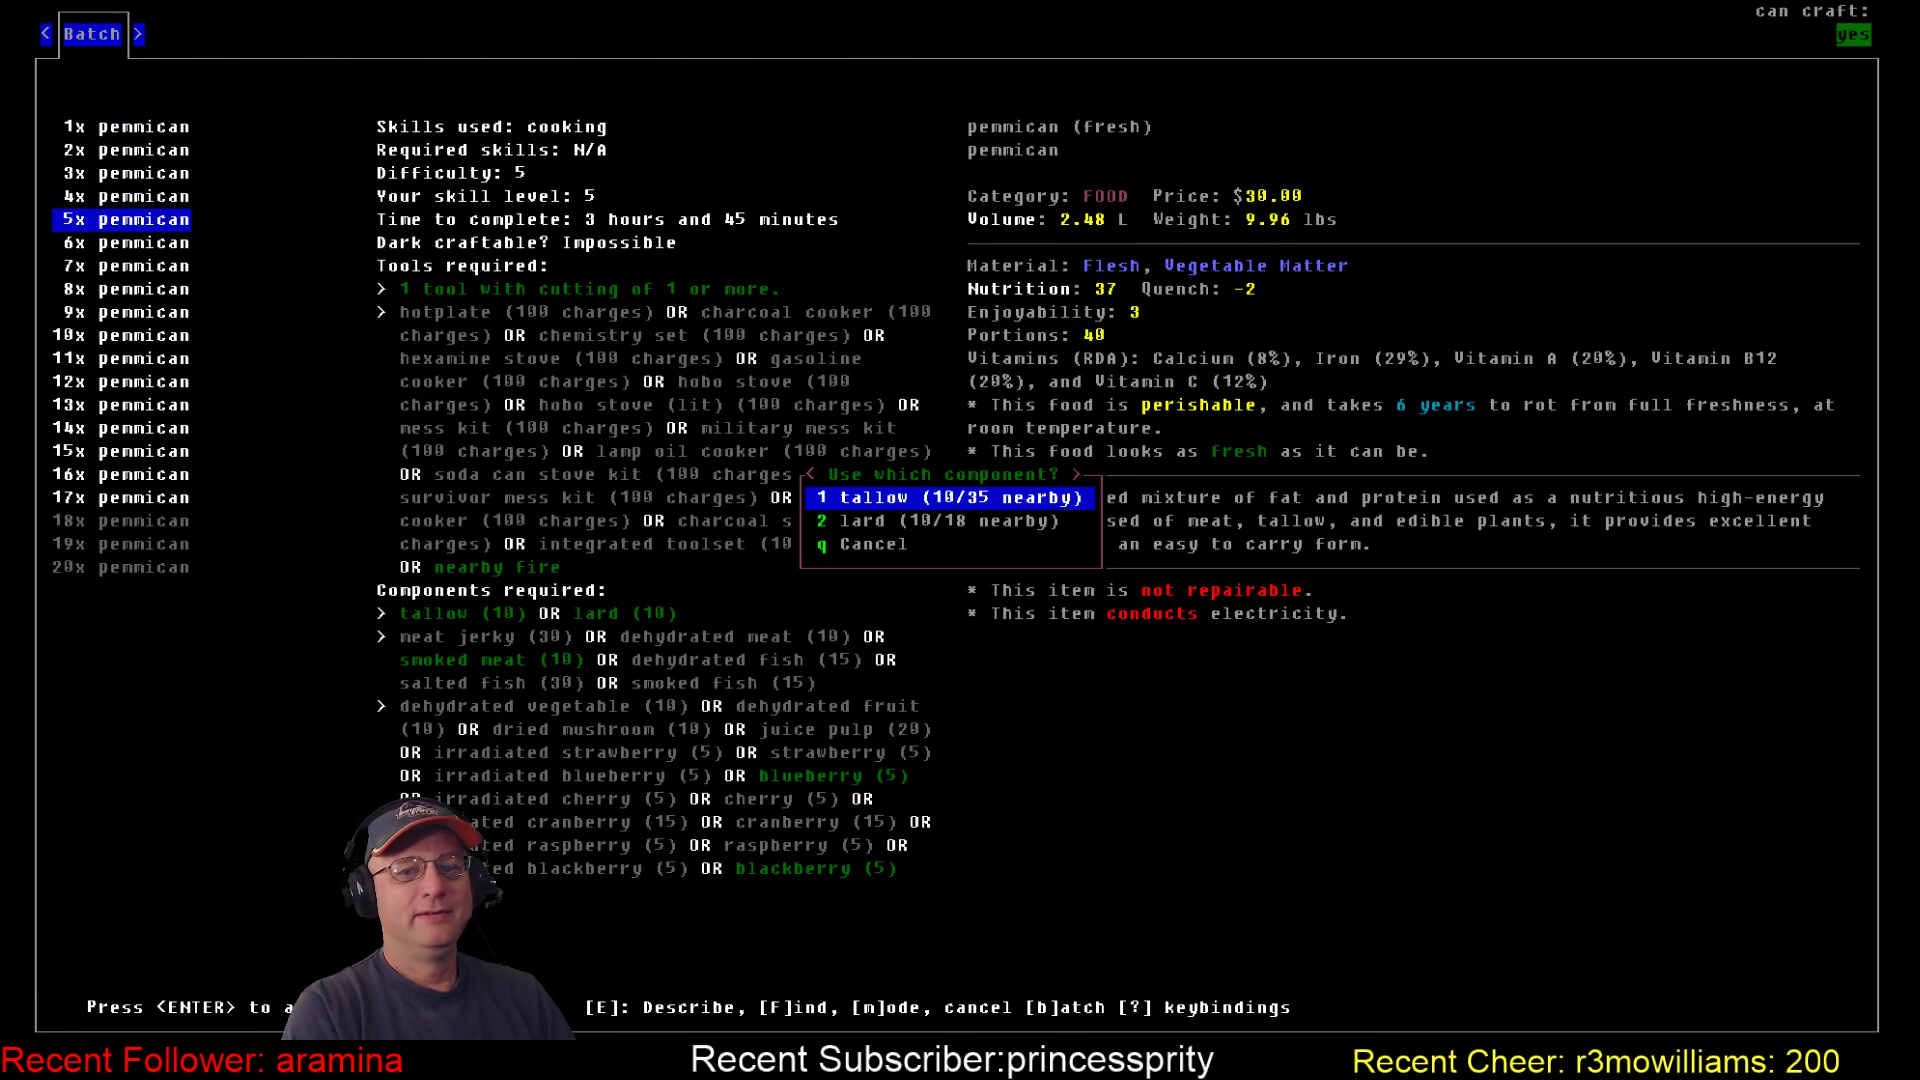 can craft:
< Batch >
yes
1x pemmican
2x pemmican
3x pemmican
4x pemmican
5x pemmican
6x pemmican
7x pemmican
8x pemmican
9x pemmican
10x pemmican
11x pemmican
12x pemmican
13x pemmican
14x pemmican
15x pemmican
16x pemmican
17x pemmican
18x pemmican
19x pemmican
20x pemmican
Skills used: cooking
Required skills: N/A
Difficulty: 5
Your skill level: 5
Time to complete: 3 hours and 45 minutes
Dark craftable? Impossible
Tools required:
> 1 tool with cutting of 1 or more.
> hotplate (100 charges) OR charcoal cooker (100
charges) OR chemistry set (100 charges) OR
hexamine stove (100 charges) OR gasoline
cooker (100 charges) OR hobo stove (100
charges) OR hobo stove (lit) (100 charges) OR
mess kit (100 charges) OR military mess kit
(100 charges) OR lamp oil cooker (100 charges)
OR soda can stove kit (100 charges
survivor mess kit (100 charges) OR
cooker (100 charges) OR charcoal s
charges) OR integrated toolset (10
OR nearby fire
Components required:
> tallow (10) OR lard (10)
> meat jerky (30) OR dehydrated meat (10) OR
smoked meat (10) OR dehydrated fish (15) OR
salted fish (30) OR smoked fish (15)
> dehydrated vegetable (10) OR dehydrated fruit
(10) OR dried mushroom (10) OR juice pulp (20)
OR irradiated strawberry (5) OR strawberry (5)
OR irradiated blueberry (5) OR blueberry (5)
OR irradiated cherry (5) OR cherry (5) OR
ated cranberry (15) OR cranberry (15) OR
ated raspberry (5) OR raspberry (5) OR
ed blackberry (5) OR blackberry (5)
pemmican (fresh)
pemmican
Category: FOOD Price: $30.00
Volume: 2.48 L Weight: 9.96 lbs
Material: Flesh, Vegetable Matter
Nutrition: 37 Quench: -2
Enjoyability: 3
Portions: 40
Vitamins (RDA): Calcium (8%), Iron (29%), Vitamin A (20%), Vitamin B12
(20%), and Vitamin C (12%)
* This food is perishable, and takes 6 years to rot from full freshness, at
room temperature.
* This food looks as fresh as it can be.
ed mixture of fat and protein used as a nutritious high-energy
sed of meat, tallow, and edible plants, it provides excellent
an easy to carry form.
* This item is not repairable.
* This item conducts electricity.
< Use which component? >
1 tallow (10/35 nearby)
2 lard (10/18 nearby)
q Cancel
Press <ENTER> to a
[E]: Describe, [F]ind, [m]ode, cancel [b]atch [?] keybindings
Recent Follower: aramina
Recent Subscriber:princessprity
Recent Cheer: r3mowilliams: 200